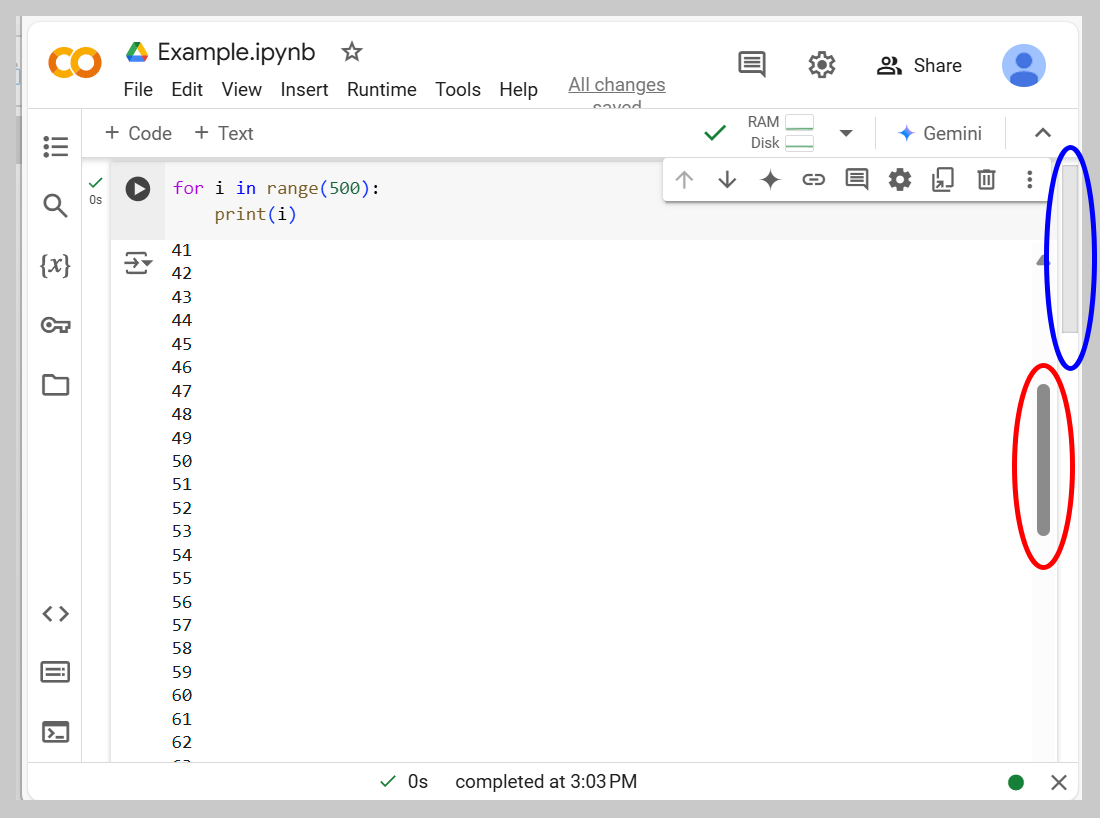 Example.ipynb
File Edit View Insert Runtime Tools Help All changes saved
Share
+ Code + Text
RAM
Disk
Gemini
0s
for i in range(500):
print(i)
{x}
41
42
43
44
45
46
47
48
49
50
51
52
53
54
55
56
57
58
59
60
61
62
63
0s completed at 3:03 PM